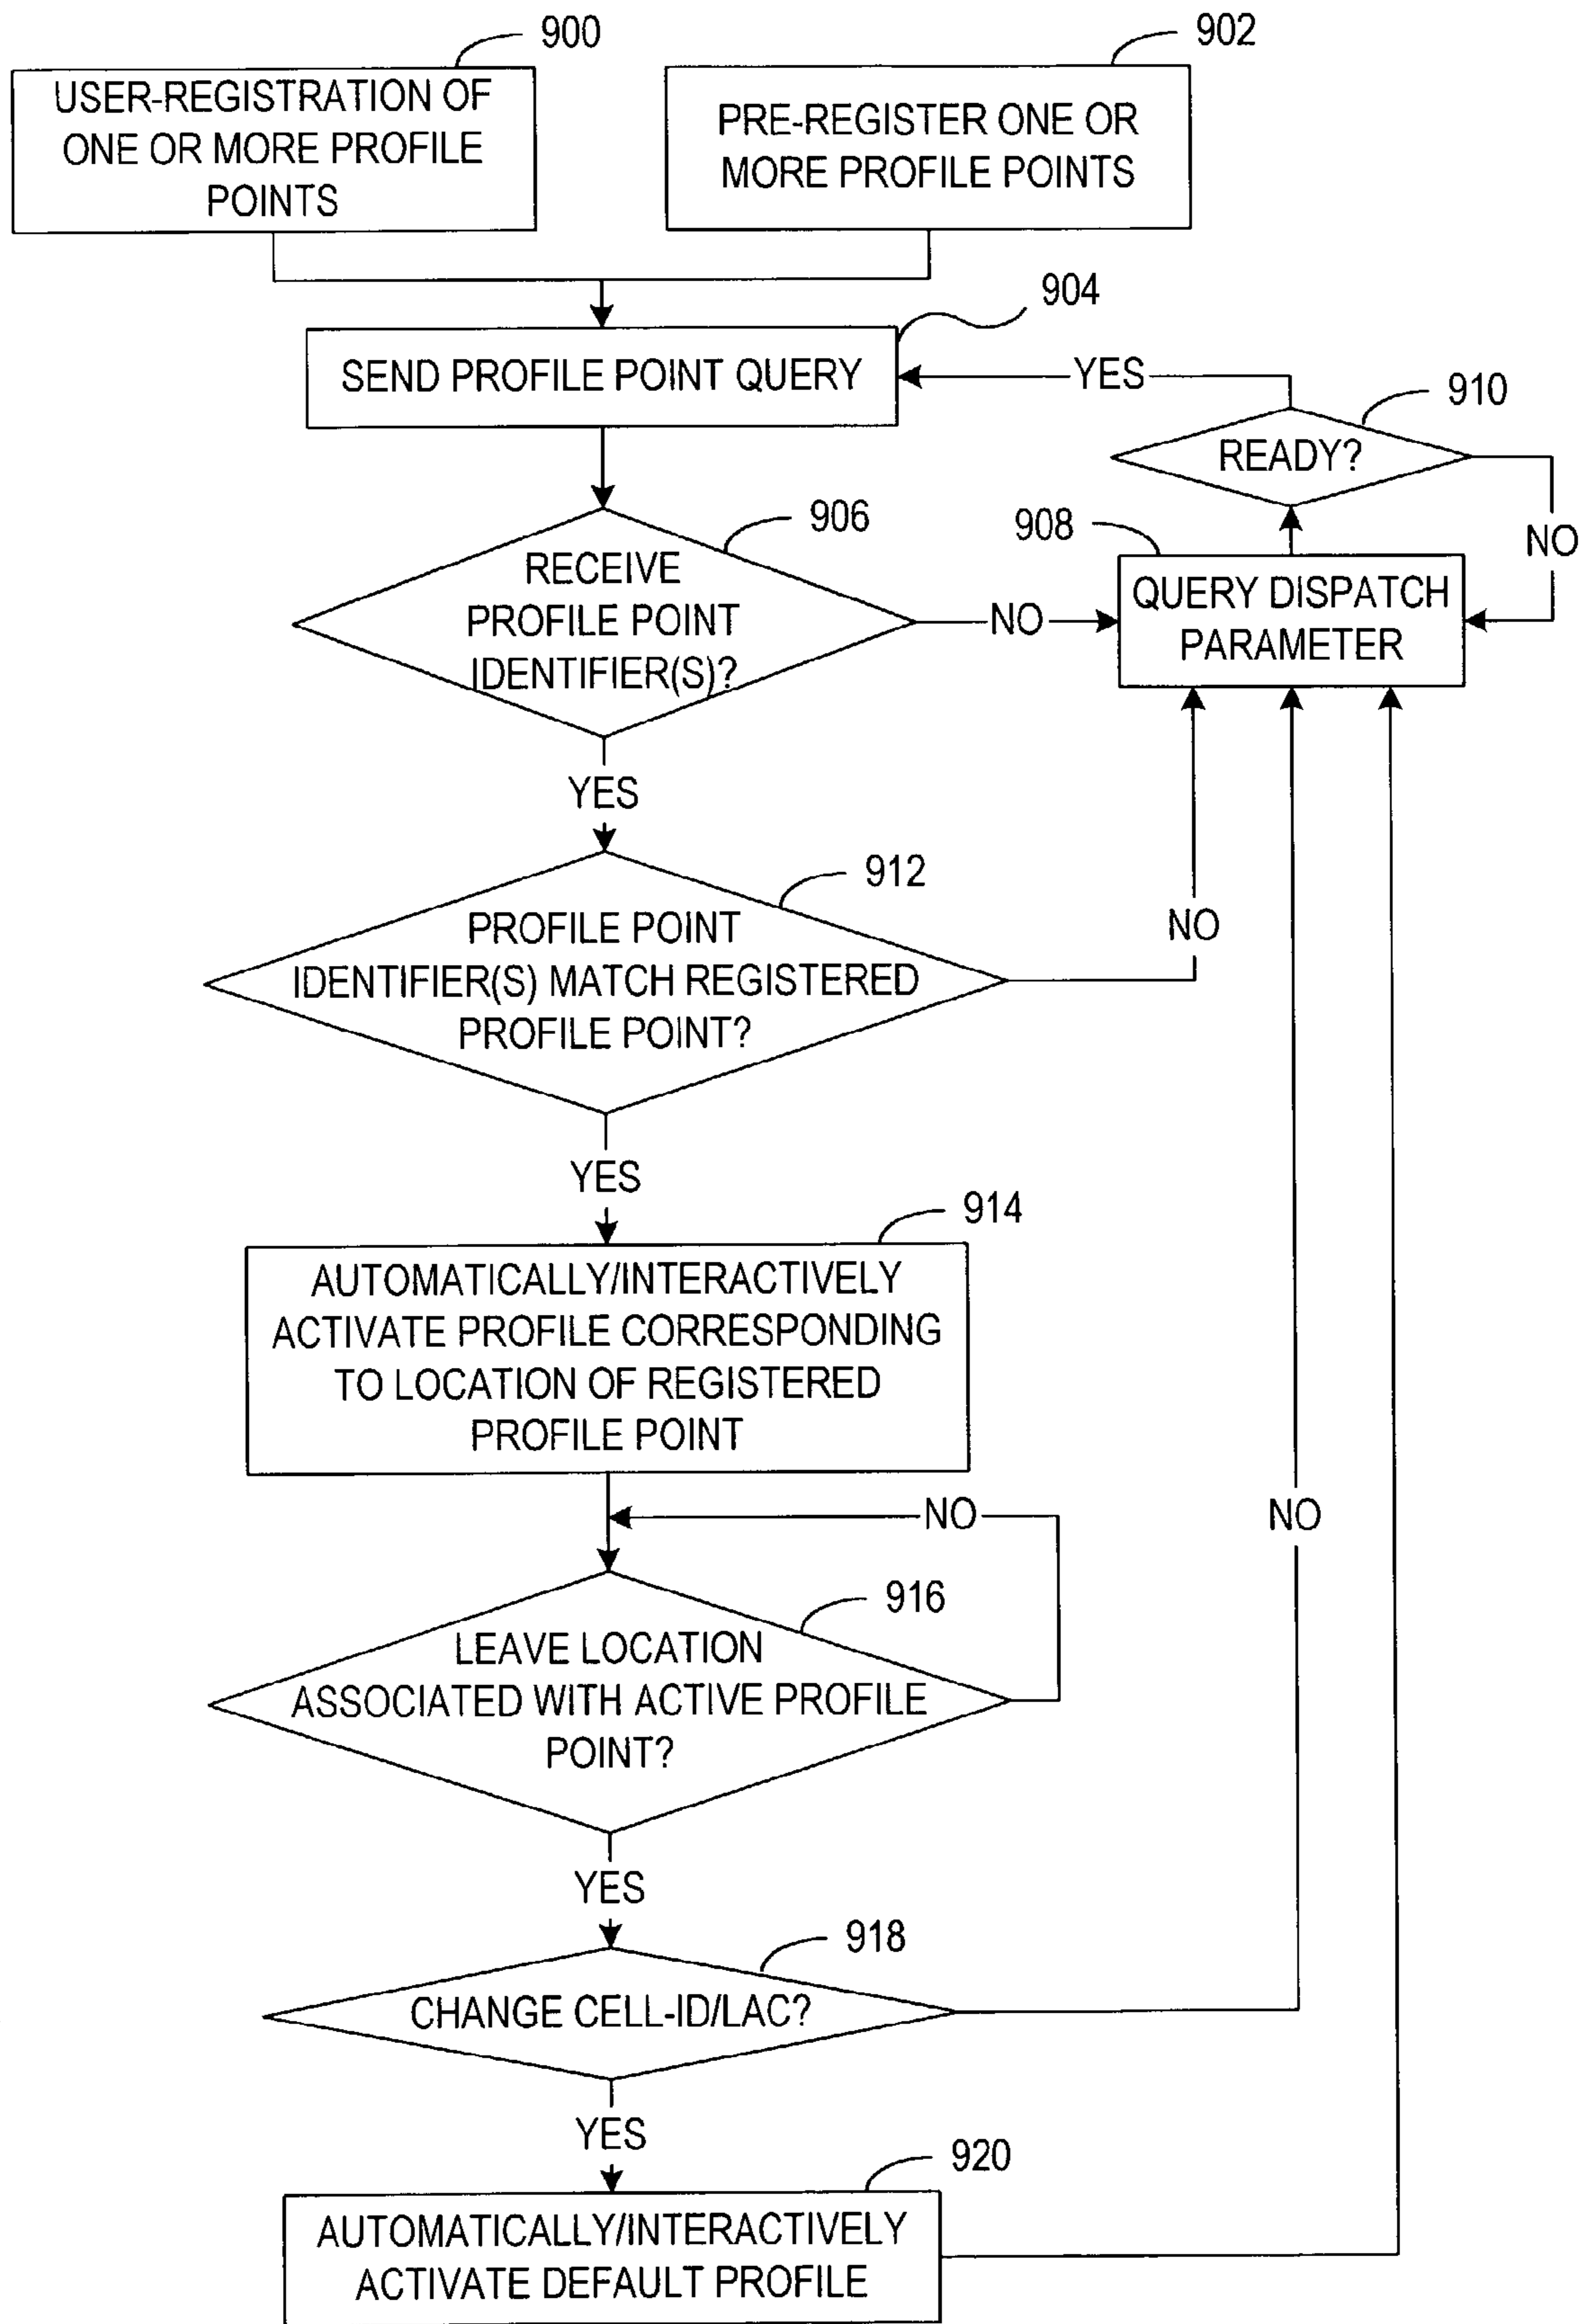 900
902
USER-REGISTRATION OF
ONE OR MORE PROFILE
POINTS
PRE-REGISTER ONE OR
MORE PROFILE POINTS
904
SEND PROFILE POINT QUERY
YES
910
READY?
NO
906
908
RECEIVE
PROFILE POINT
IDENTIFIER(S)?
NO
QUERY DISPATCH
PARAMETER
YES
912
PROFILE POINT
IDENTIFIER(S) MATCH REGISTERED
PROFILE POINT?
NO
YES
914
AUTOMATICALLY/INTERACTIVELY
ACTIVATE PROFILE CORRESPONDING
TO LOCATION OF REGISTERED
PROFILE POINT
NO
NO
916
LEAVE LOCATION
ASSOCIATED WITH ACTIVE PROFILE
POINT?
YES
918
CHANGE CELL-ID/LAC?
YES
920
AUTOMATICALLY/INTERACTIVELY
ACTIVATE DEFAULT PROFILE